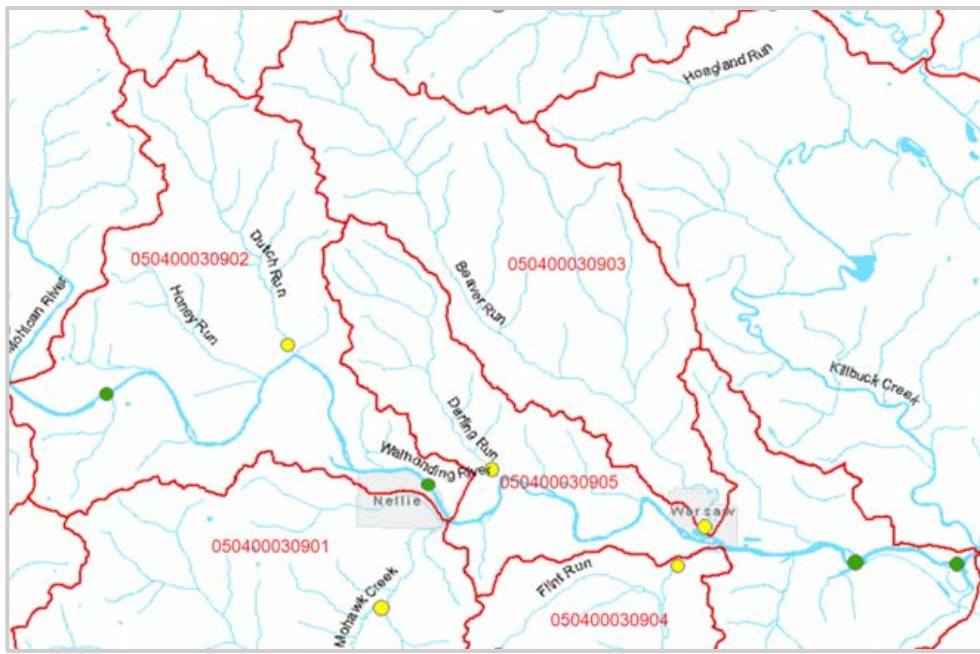 Hoagland Run
050400030902
Dutch Run
050400030903
Beaver Run
Mohican River
Honey Run
Killbuck Creek
Darling Run
Walhonding River
050400030905
Nellie
Warsaw
050400030901
Mohawk Creek
Flint Run
050400030904